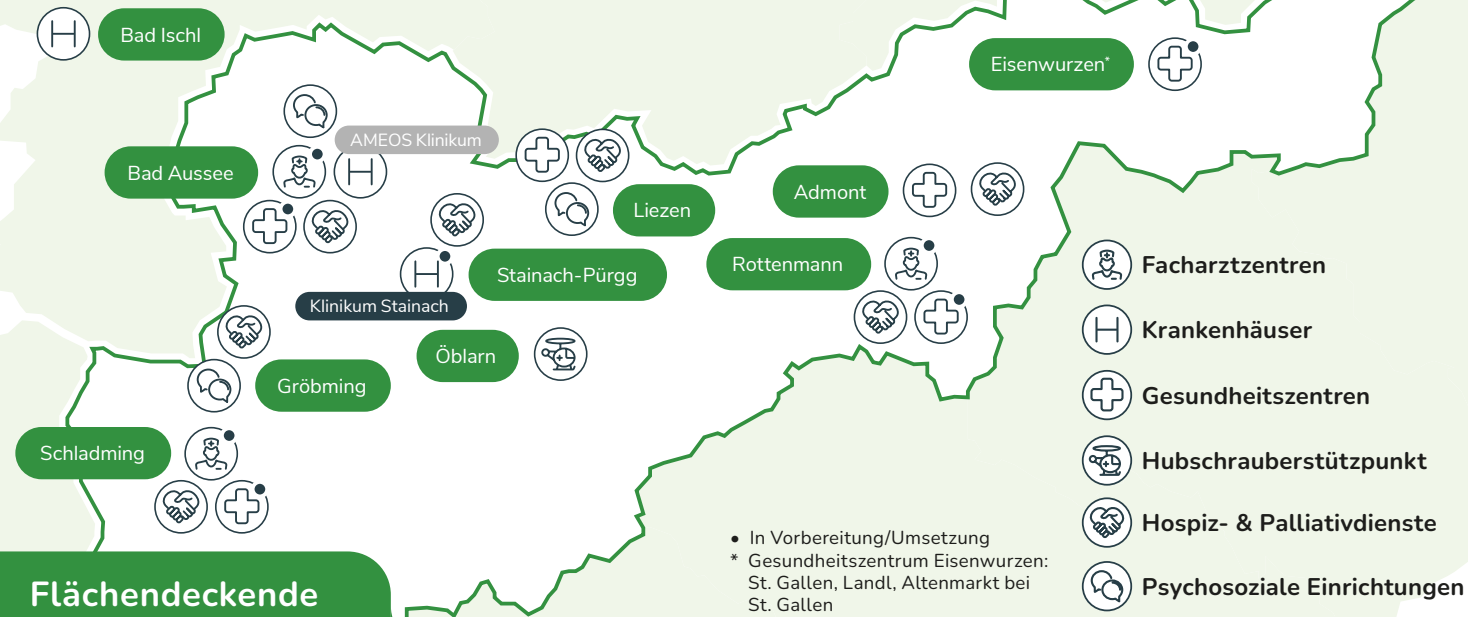 Bad Ischl
Eisenwurzen*
AMEOS Klinikum
Bad Aussee
Admont
Liezen
Rottenmann
Stainach-Pürgg
Klinikum Stainach
Öblarn
Gröbming
Schladming
Facharztzentren
Krankenhäuser
Gesundheitszentren
Hubschrauberstützpunkt
Hospiz- & Palliativdienste
Psychosoziale Einrichtungen
• In Vorbereitung/Umsetzung
* Gesundheitszentrum Eisenwurzen:
St. Gallen, Landl, Altenmarkt bei
St. Gallen
Flächendeckende